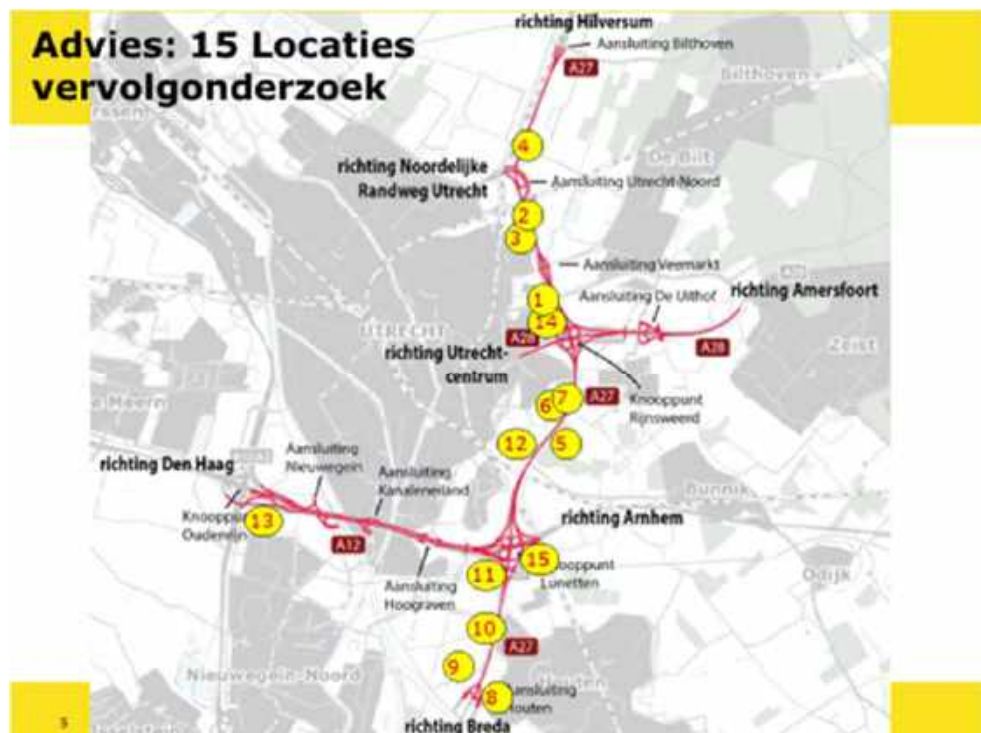 Advies: 15 Locaties
vervolgonderzoek
richting Hilversum
Aansluiting Bilthoven
A27
Bilthoven
4
De Bilt
richting Noordelijke
Randweg Utrecht
Aansluiting Utrecht-Noord
2
3
Aansluiting Veemarkt
richting Amersfoort
1
Aansluiting De Uithof
14
UTRECHT
A28
A28
Zeist
richting Utrecht-
centrum
Knooppunt
Rijnsweerd
7
A27
6
12
5
Aansluiting
Nieuwegein
richting Den Haag
Aansluiting
Kanaleneiland
Bunnik
richting Arnhem
13
Oudenrijn
A12
15
Lunetten
11
Odijk
Aansluiting
Hoograven
10
A27
9
Nieuwegein-Noord
Houten
8
Aansluiting
Houten
richting Breda
5